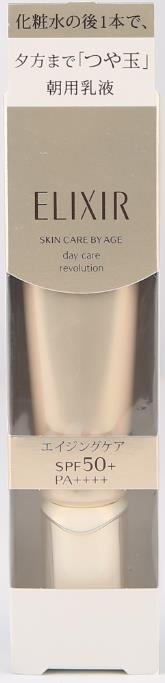 化粧水の後1本で、
夕方まで「つや玉」
朝用乳液
ELIXIR
SKIN CARE BY AGE
day care
revolution
エイジングケア
SPF50+
PA++++